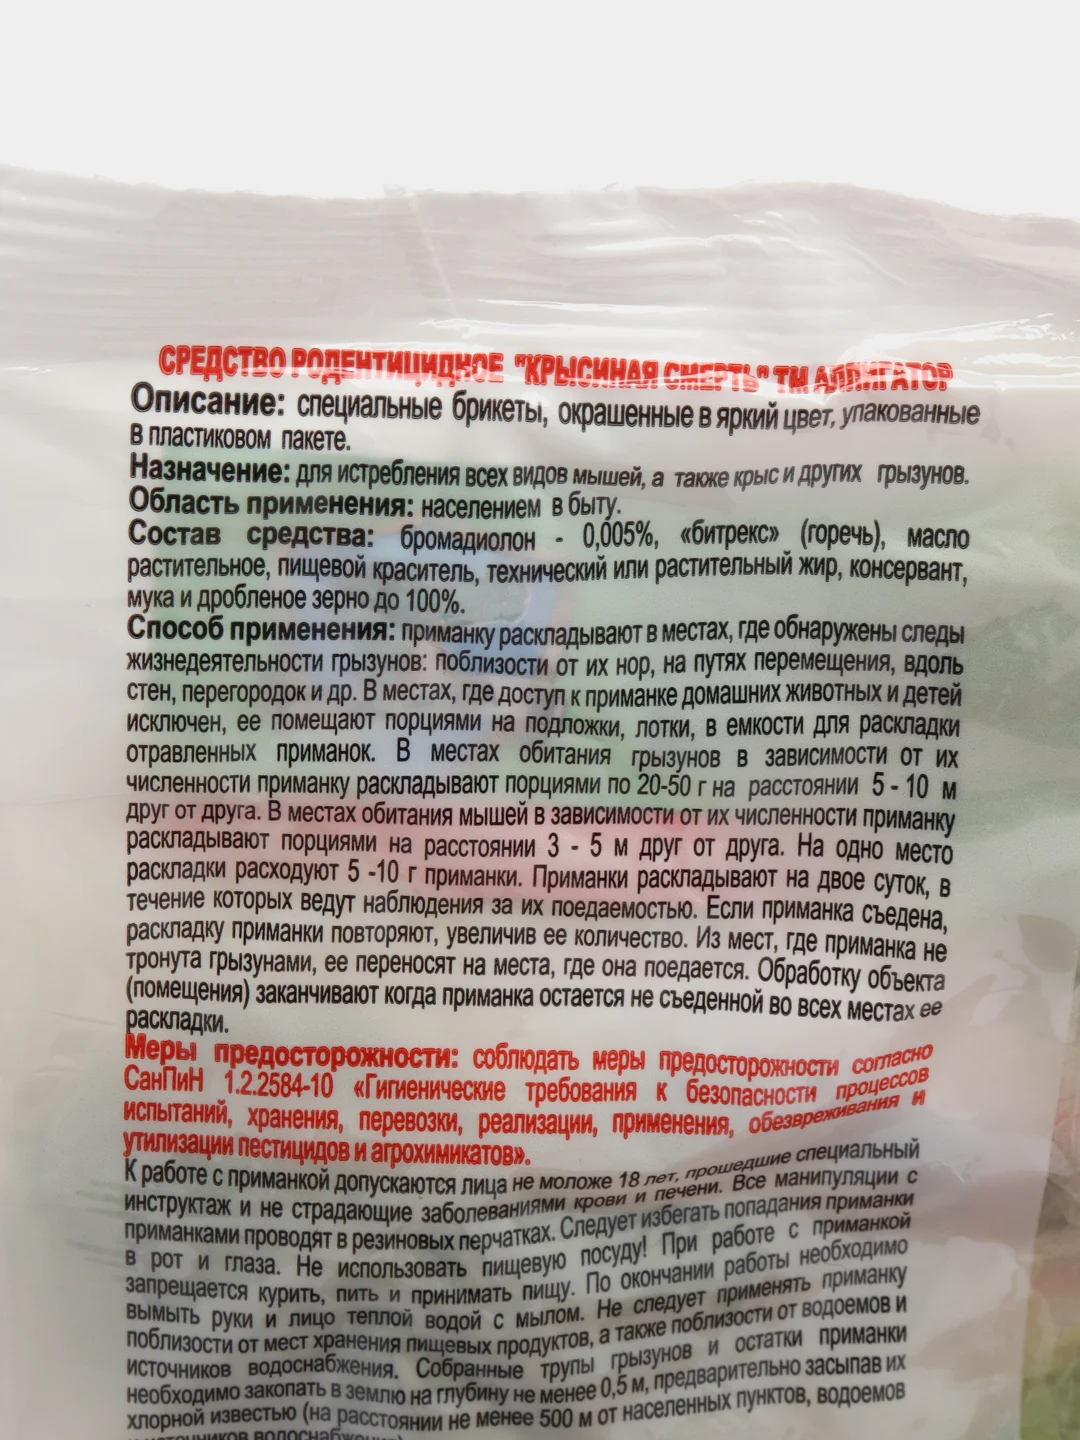 СРЕДСТВО РОДЕНТИЦИДНОЕ "КРЫСИНАЯ СМЕРТЬ" ТМ АЛЛИГАТОР
Описание: специальные брикеты, окрашенные в яркий цвет, упакованные
в пластиковом пакете.
Назначение: для истребления всех видов мышей, а также крыс и других грызунов.
Область применения: населением в быту.
Состав средства: бромадиолон - 0,005%, «битрекс» (горечь), масло
растительное, пищевой краситель, технический или растительный жир, консервант,
мука и дробленое зерно до 100%.
Способ применения: приманку раскладывают в местах, где обнаружены следы
жизнедеятельности грызунов: поблизости от их нор, на путях перемещения, вдоль
стен, перегородок и др. В местах, где доступ к приманке домашних животных и детей
исключен, ее помещают порциями на подложки, лотки, в емкости для раскладки
отравленных приманок. В местах обитания грызунов в зависимости от их
численности приманку раскладывают порциями по 20-50 г на расстоянии 5 - 10 м
друг от друга. В местах обитания мышей в зависимости от их численности приманку
раскладывают порциями на расстоянии 3 - 5 м друг от друга. На одно место
раскладки расходуют 5 -10 г приманки. Приманки раскладывают на двое суток, в
течение которых ведут наблюдения за их поедаемостью. Если приманка съедена,
раскладку приманки повторяют, увеличив ее количество. Из мест, где приманка не
тронута грызунами, ее переносят на места, где она поедается. Обработку объекта
(помещения) заканчивают когда приманка остается не съеденной во всех местах ее
раскладки.
Меры предосторожности: соблюдать меры предосторожности согласно
СанПиН 1.2.2584-10 «Гигиенические требования к безопасности процессов
испытаний, хранения, перевозки, реализации, применения, обезвреживания и
утилизации пестицидов и агрохимикатов».
К работе с приманкой допускаются лица не моложе 18 лет, прошедшие специальный
инструктаж и не страдающие заболеваниями крови и печени. Все манипуляции с
приманками проводят в резиновых перчатках. Следует избегать попадания приманки
в рот и глаза. Не использовать пищевую посуду! При работе с приманкой
запрещается курить, пить и принимать пищу. По окончании работы необходимо
вымыть руки и лицо теплой водой с мылом. Не следует применять приманку
поблизости от мест хранения пищевых продуктов, а также поблизости от водоемов и
источников водоснабжения. Собранные трупы грызунов и остатки приманки
необходимо закопать в землю на глубину не менее 0,5 м, предварительно засыпав их
хлорной известью (на расстоянии не менее 500 м от населенных пунктов, водоемов